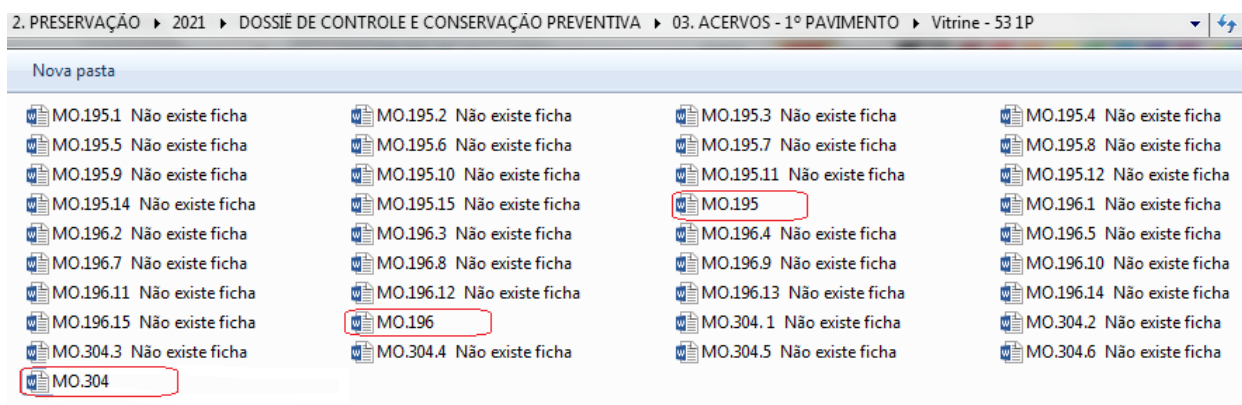 2. PRESERVAÇÃO ▸ 2021 ▸ DOSSIÊ DE CONTROLE E CONSERVAÇÃO PREVENTIVA ▸ 03. ACERVOS - 1º PAVIMENTO ▸ Vitrine - 53 1P
Nova pasta
MO.195.1 Não existe ficha MO.195.2 Não existe ficha MO.195.3 Não existe ficha MO.195.4 Não existe ficha
MO.195.5 Não existe ficha MO.195.6 Não existe ficha MO.195.7 Não existe ficha MO.195.8 Não existe ficha
MO.195.9 Não existe ficha MO.195.10 Não existe ficha MO.195.11 Não existe ficha MO.195.12 Não existe ficha
MO.195.14 Não existe ficha MO.195.15 Não existe ficha MO.195 MO.196.1 Não existe ficha
MO.196.2 Não existe ficha MO.196.3 Não existe ficha MO.196.4 Não existe ficha MO.196.5 Não existe ficha
MO.196.7 Não existe ficha MO.196.8 Não existe ficha MO.196.9 Não existe ficha MO.196.10 Não existe ficha
MO.196.11 Não existe ficha MO.196.12 Não existe ficha MO.196.13 Não existe ficha MO.196.14 Não existe ficha
MO.196.15 Não existe ficha MO.196 MO.304. 1 Não existe ficha MO.304.2 Não existe ficha
MO.304.3 Não existe ficha MO.304.4 Não existe ficha MO.304.5 Não existe ficha MO.304.6 Não existe ficha
MO.304